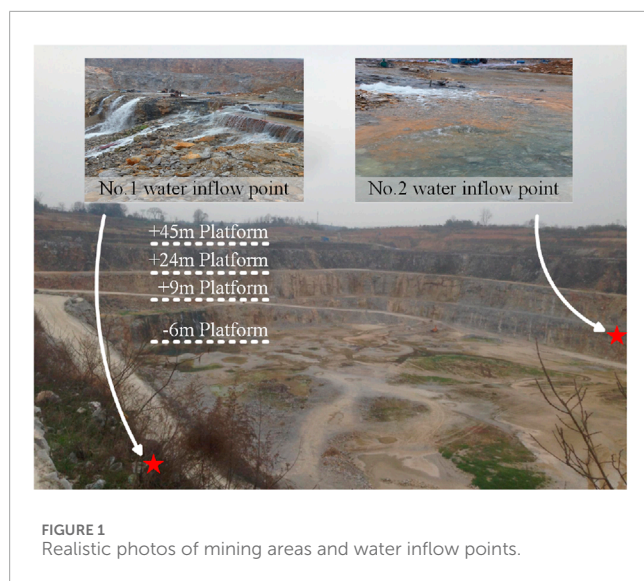 No.1 water inflow point
No.2 water inflow point
+45m Platform
+24m Platform
+9m Platform
-6m Platform
FIGURE 1
Realistic photos of mining areas and water inflow points.